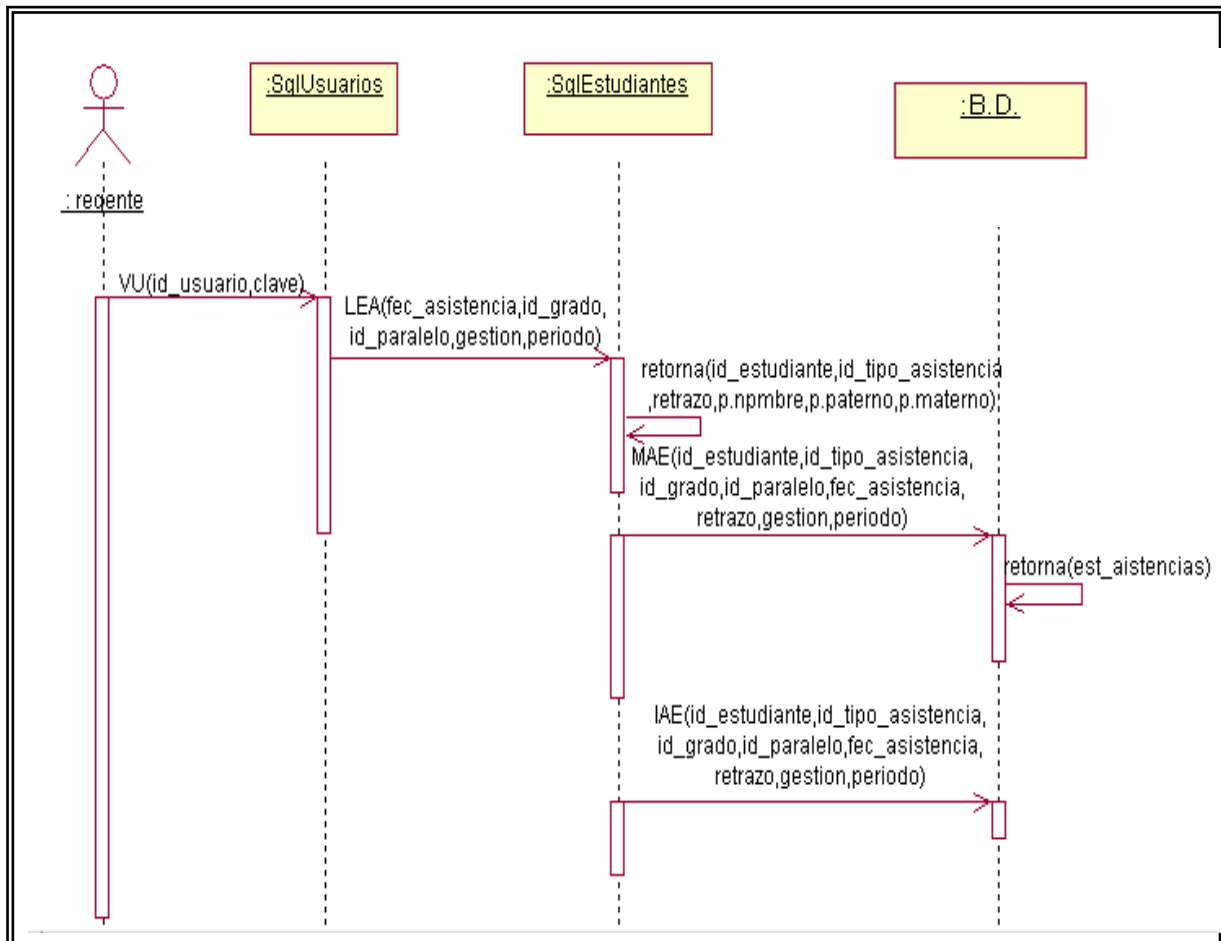 :SqlUsuarios
:SqlEstudiantes
:B.D.
: regente
VU(id_usuario,clave)
LEA(fec_asistencia,id_grado,
id_paralelo,gestion,periodo)
retorna(id_estudiante,id_tipo_asistencia
,retrazo,p.npmbre,p.paterno,p.materno)
MAE(id_estudiante,id_tipo_asistencia,
id_grado,id_paralelo,fec_asistencia,
retrazo,gestion,periodo)
retorna(est_aistencias)
IAE(id_estudiante,id_tipo_asistencia,
id_grado,id_paralelo,fec_asistencia,
retrazo,gestion,periodo)